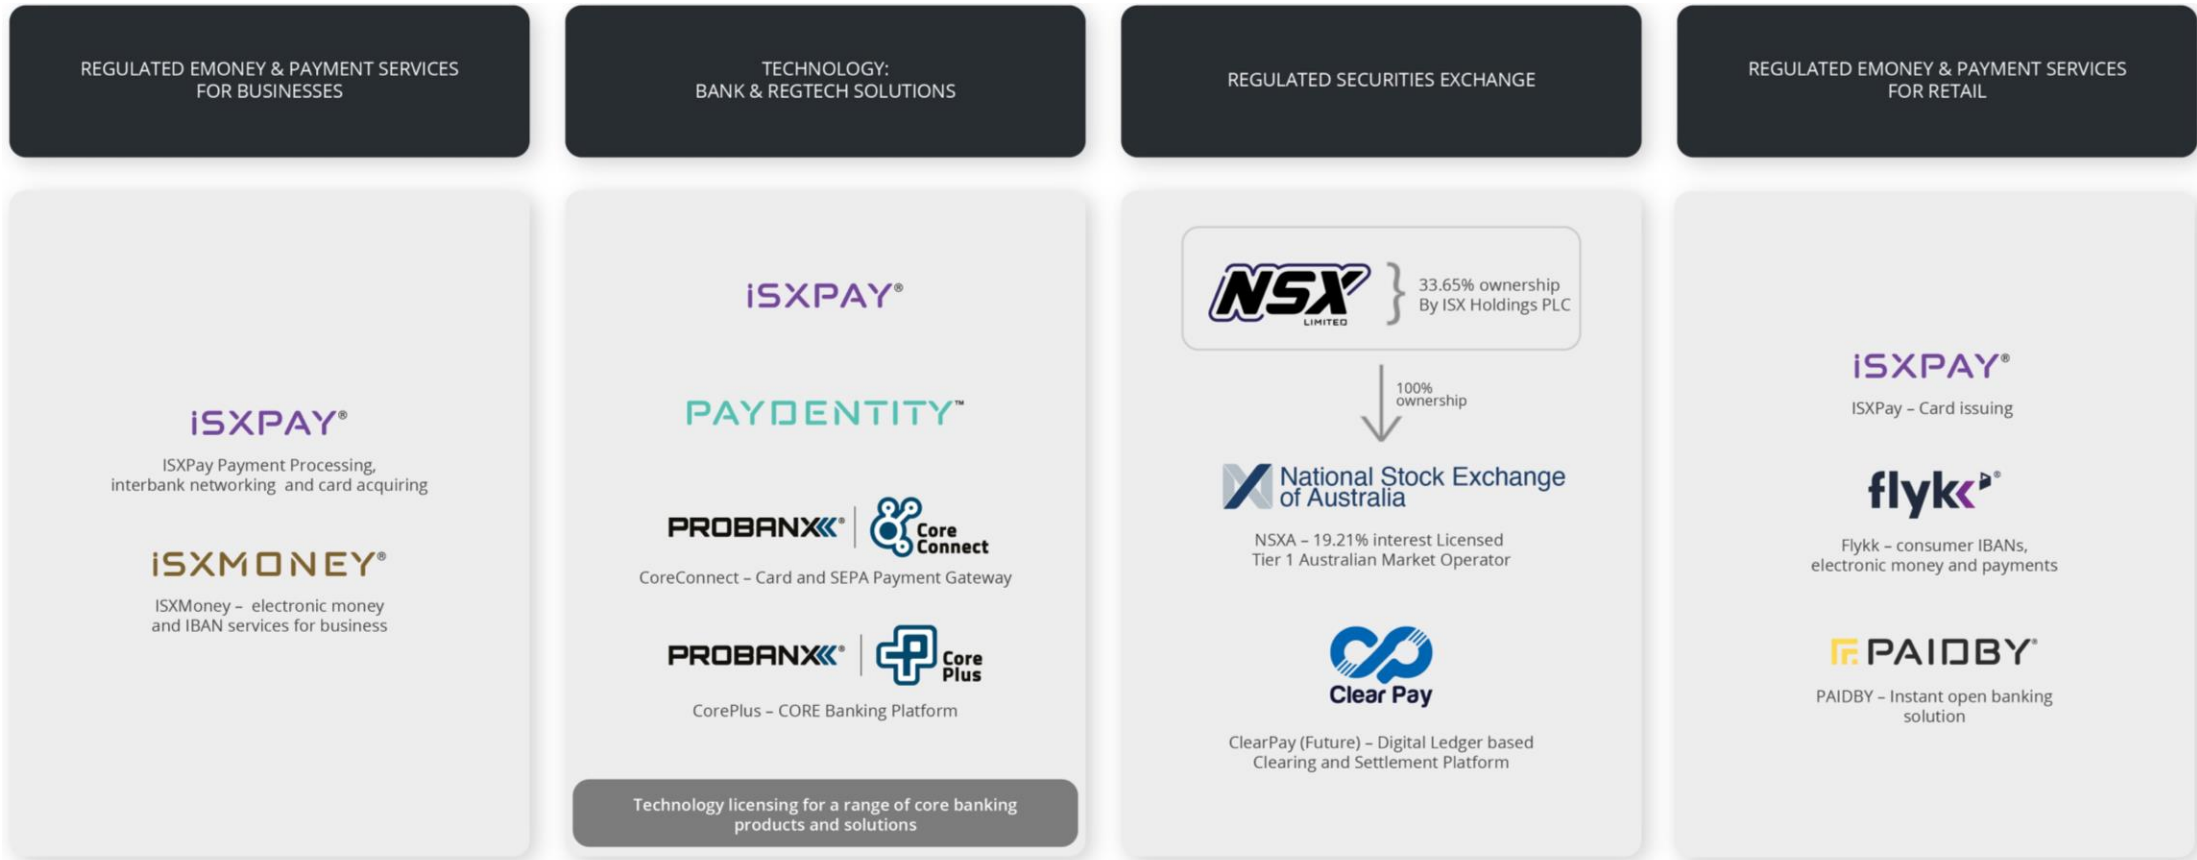 REGULATED EMONEY & PAYMENT SERVICES
FOR BUSINESSES
iSXPAY®
ISXPay Payment Processing,
interbank networking and card acquiring
iSXMONEY®
ISXMoney – electronic money
and IBAN services for business
TECHNOLOGY:
BANK & REGTECH SOLUTIONS
iSXPAY®
PAYDENTITY™
PROBANX®
Core
Connect
CoreConnect – Card and SEPA Payment Gateway
PROBANX®
Core
Plus
CorePlus – CORE Banking Platform
Technology licensing for a range of core banking
products and solutions
REGULATED SECURITIES EXCHANGE
NSX
LIMITED
33.65% ownership
By ISX Holdings PLC
100%
ownership
National Stock Exchange
of Australia
NSXA – 19.21% interest Licensed
Tier 1 Australian Market Operator
Clear Pay
ClearPay (Future) – Digital Ledger based
Clearing and Settlement Platform
REGULATED EMONEY & PAYMENT SERVICES
FOR RETAIL
iSXPAY®
ISXPay – Card issuing
flykk®
Flykk – consumer IBANs,
electronic money and payments
PAIDBY®
PAIDBY – Instant open banking
solution